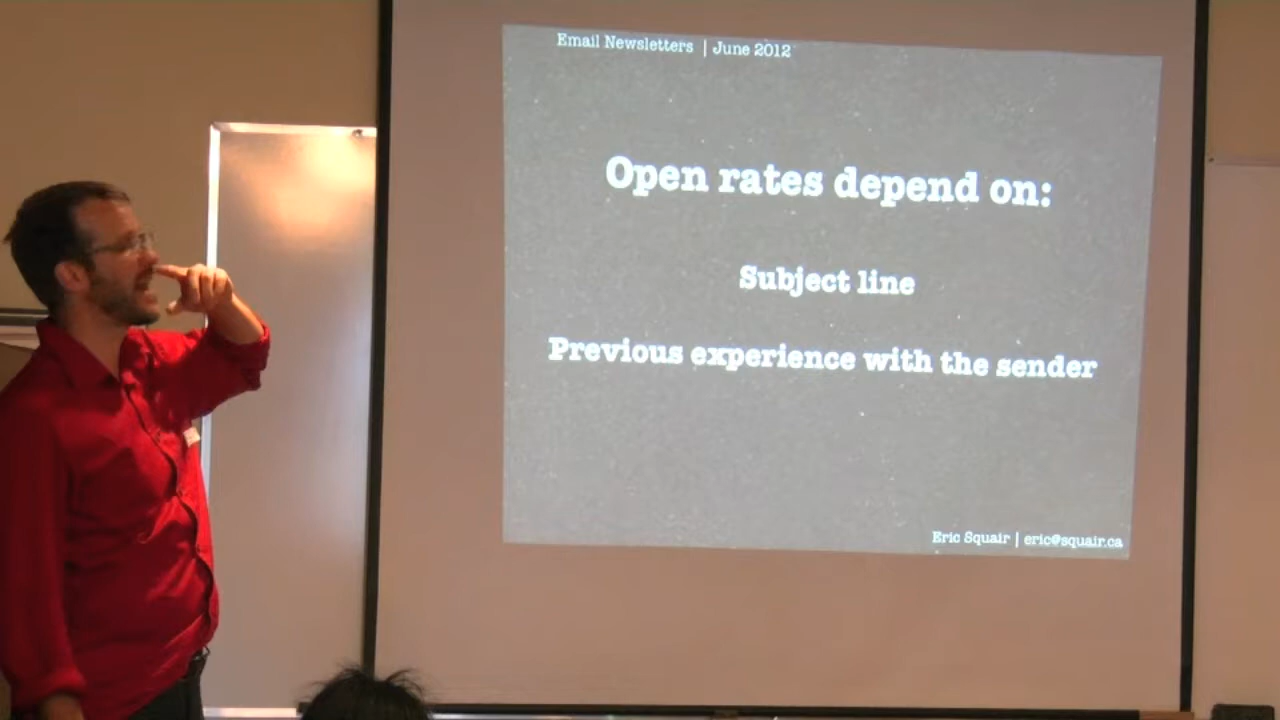 Email Newsletters | June 2012
Open rates depend on:
Subject line
Previous experience with the sender
Eric Squair | eric@squair.ca